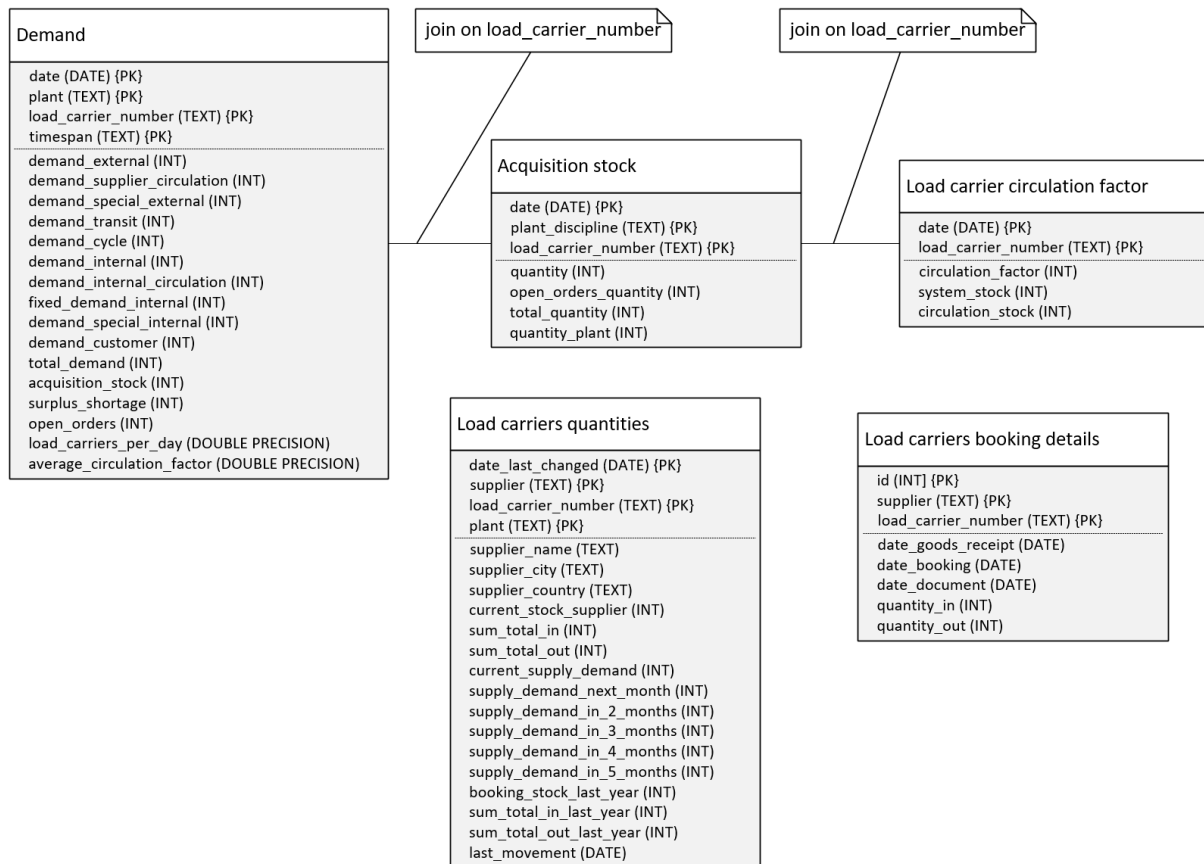 Demand
date (DATE) {PK}
plant (TEXT) {PK}
load_carrier_number (TEXT) {PK}
timespan (TEXT) {PK}
demand_external (INT)
demand_supplier_circulation (INT)
demand_special_external (INT)
demand_transit (INT)
demand_cycle (INT)
demand_internal (INT)
demand_internal_circulation (INT)
fixed_demand_internal (INT)
demand_special_internal (INT)
demand_customer (INT)
total_demand (INT)
acquisition_stock (INT)
surplus_shortage (INT)
open_orders (INT)
load_carriers_per_day (DOUBLE PRECISION)
average_circulation_factor (DOUBLE PRECISION)
join on load_carrier_number
join on load_carrier_number
Acquisition stock
date (DATE) {PK}
plant_discipline (TEXT) {PK}
load_carrier_number (TEXT) {PK}
quantity (INT)
open_orders_quantity (INT)
total_quantity (INT)
quantity_plant (INT)
Load carrier circulation factor
date (DATE) {PK}
load_carrier_number (TEXT) {PK}
circulation_factor (INT)
system_stock (INT)
circulation_stock (INT)
Load carriers quantities
date_last_changed (DATE) {PK}
supplier (TEXT) {PK}
load_carrier_number (TEXT) {PK}
plant (TEXT) {PK}
supplier_name (TEXT)
supplier_city (TEXT)
supplier_country (TEXT)
current_stock_supplier (INT)
sum_total_in (INT)
sum_total_out (INT)
current_supply_demand (INT)
supply_demand_next_month (INT)
supply_demand_in_2_months (INT)
supply_demand_in_3_months (INT)
supply_demand_in_4_months (INT)
supply_demand_in_5_months (INT)
booking_stock_last_year (INT)
sum_total_in_last_year (INT)
sum_total_out_last_year (INT)
last_movement (DATE)
Load carriers booking details
id (INT] {PK}
supplier (TEXT) {PK}
load_carrier_number (TEXT) {PK}
date_goods_receipt (DATE)
date_booking (DATE)
date_document (DATE)
quantity_in (INT)
quantity_out (INT)